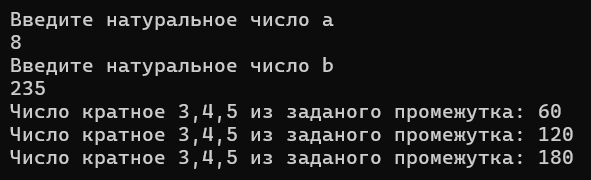 Введите натуральное число a
8
Введите натуральное число b
235
Число кратное 3,4,5 из заданого промежутка: 60
Число кратное 3,4,5 из заданого промежутка: 120
Число кратное 3,4,5 из заданого промежутка: 180